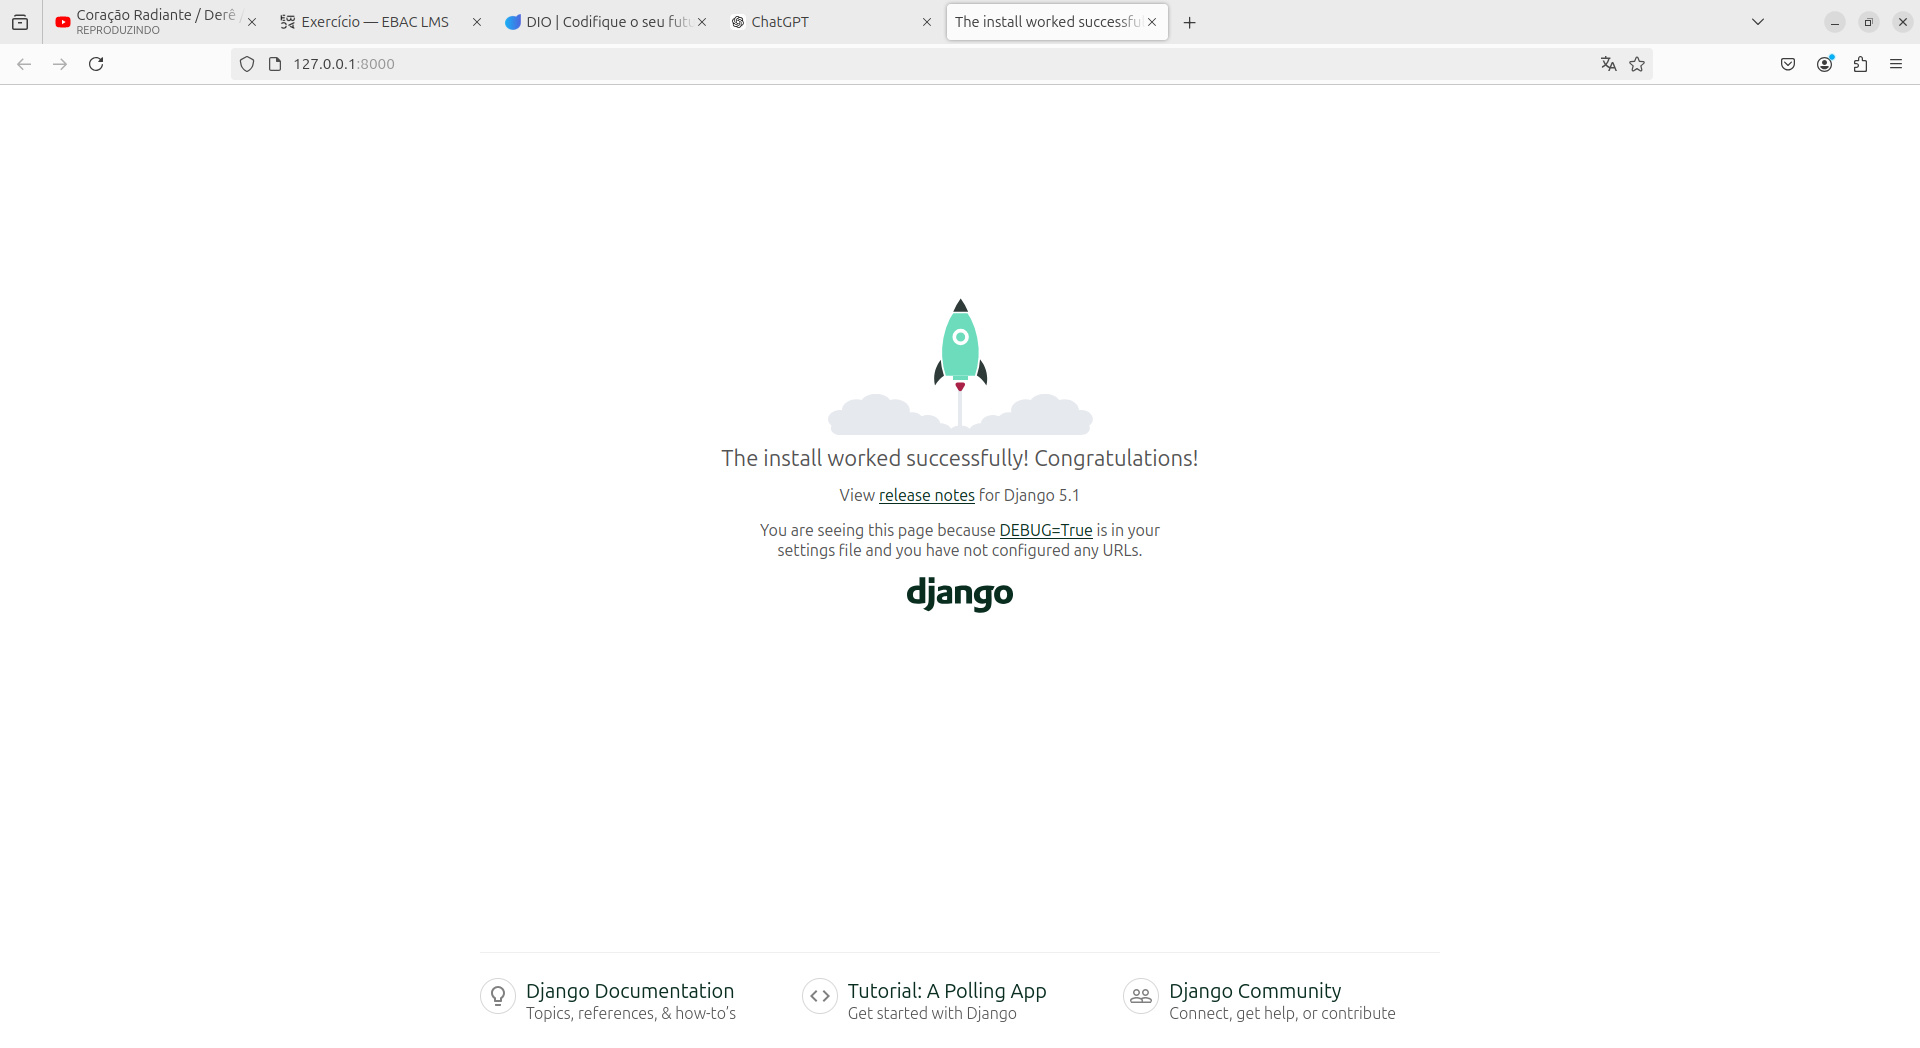 Coração Radiante / Derê
REPRODUZINDO
Exercício — EBAC LMS
DIO | Codifique o seu futu
ChatGPT
The install worked successfu
127.0.0.1:8000
The install worked successfully! Congratulations!
View release notes for Django 5.1
You are seeing this page because DEBUG=True is in your
settings file and you have not configured any URLs.
django
Django Documentation
Topics, references, & how-to’s
Tutorial: A Polling App
Get started with Django
Django Community
Connect, get help, or contribute